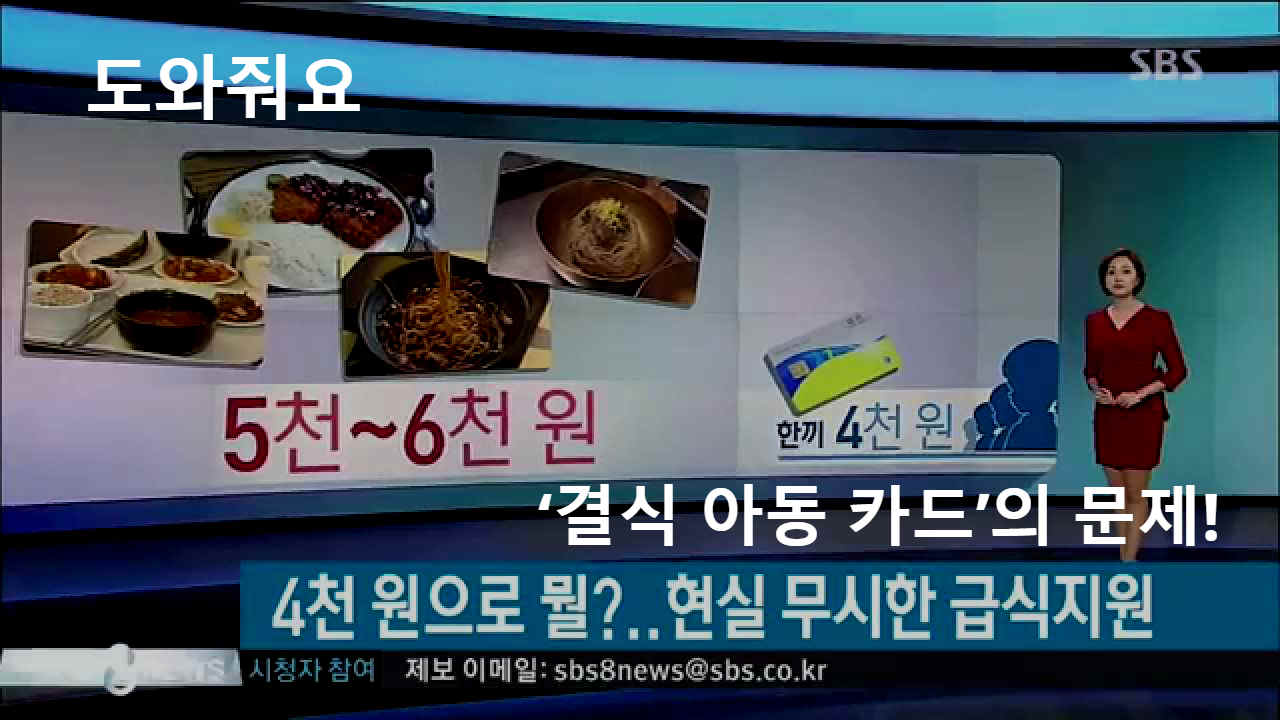 도와줘요
SBS
5천~6천 원
한끼 4천 원
‘결식 아동 카드’의 문제!
4천 원으로 뭘?..현실 무시한 급식지원
8 NEWS / 시청자 참여 제보 이메일: sbs8news@sbs.co.kr